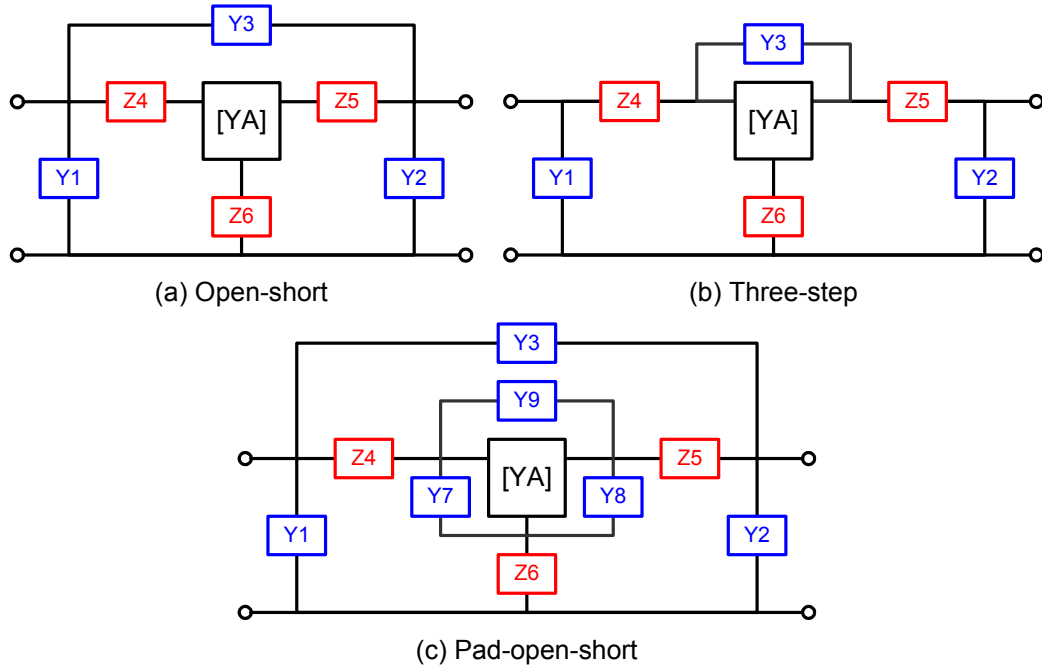 Y3
Y3
Z4
[YA]
Z5
Z4
[YA]
Z5
Y1
Y2
Y1
Y2
Z6
Z6
(a) Open-short
(b) Three-step
Y3
Y9
Z4
[YA]
Z5
Y7
Y8
Y1
Y2
Z6
(c) Pad-open-short